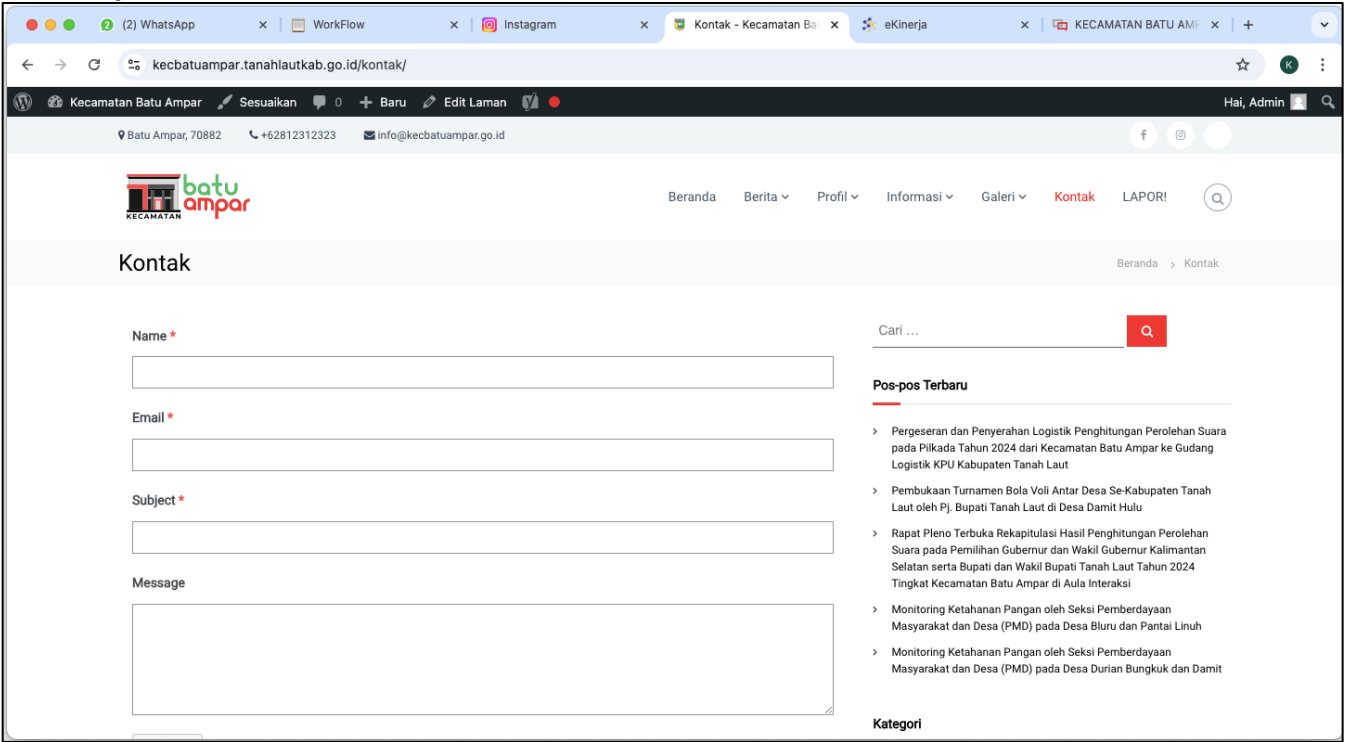 (2) WhatsApp
WorkFlow
Instagram
Kontak - Kecamatan Ba
eKinerja
KECAMATAN BATU AMP
kecbatuampar.tanahlautkab.go.id/kontak/
K
Kecamatan Batu Ampar
Sesuaikan
0
Baru
Edit Laman
Hai, Admin
Batu Ampar, 70882
+62812312323
info@kecbatuampar.go.id
batu
ampar
KECAMATAN
Beranda
Berita
Profil
Informasi
Galeri
Kontak
LAPOR!
Kontak
Beranda > Kontak
Name *
Email *
Subject *
Message
Cari ...
Pos-pos Terbaru
Pergeseran dan Penyerahan Logistik Penghitungan Perolehan Suara
pada Pilkada Tahun 2024 dari Kecamatan Batu Ampar ke Gudang
Logistik KPU Kabupaten Tanah Laut
Pembukaan Turnamen Bola Voli Antar Desa Se-Kabupaten Tanah
Laut oleh Pj. Bupati Tanah Laut di Desa Damit Hulu
Rapat Pleno Terbuka Rekapitulasi Hasil Penghitungan Perolehan
Suara pada Pemilihan Gubernur dan Wakil Gubernur Kalimantan
Selatan serta Bupati dan Wakil Bupati Tanah Laut Tahun 2024
Tingkat Kecamatan Batu Ampar di Aula Interaksi
Monitoring Ketahanan Pangan oleh Seksi Pemberdayaan
Masyarakat dan Desa (PMD) pada Desa Bluru dan Pantai Linuh
Monitoring Ketahanan Pangan oleh Seksi Pemberdayaan
Masyarakat dan Desa (PMD) pada Desa Durian Bungkuk dan Damit
Kategori